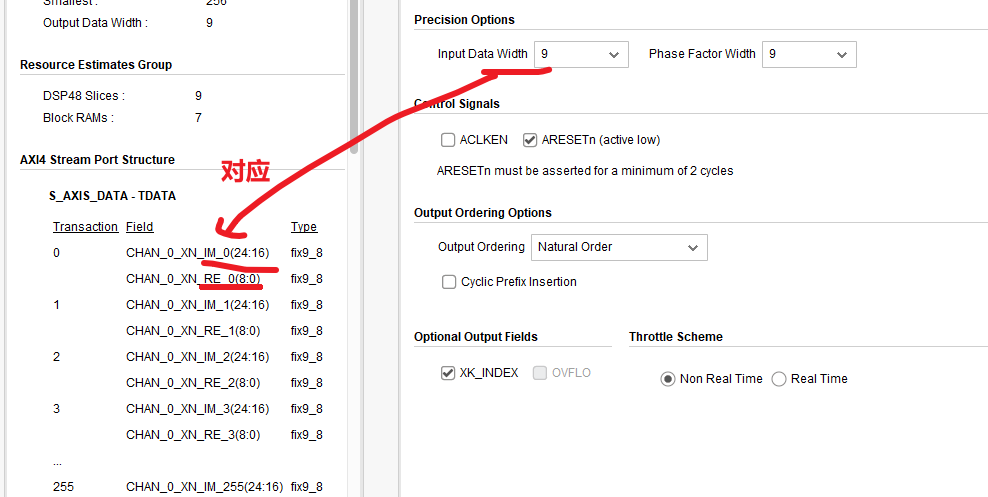 Smallest: 256
Output Data Width : 9
Resource Estimates Group
DSP48 Slices : 9
Block RAMs : 7
AXI4 Stream Port Structure
S_AXIS_DATA - TDATA
Transaction Field Type
0 CHAN_0_XN_IM_0(24:16) fix9_8
CHAN_0_XN_RE_0(8:0) fix9_8
1 CHAN_0_XN_IM_1(24:16) fix9_8
CHAN_0_XN_RE_1(8:0) fix9_8
2 CHAN_0_XN_IM_2(24:16) fix9_8
CHAN_0_XN_RE_2(8:0) fix9_8
3 CHAN_0_XN_IM_3(24:16) fix9_8
CHAN_0_XN_RE_3(8:0) fix9_8
...
255 CHAN_0_XN_IM_255(24:16) fix9_8
对应
Precision Options
Input Data Width 9 Phase Factor Width 9
Control Signals
ACLKEN ARESETn (active low)
ARESETn must be asserted for a minimum of 2 cycles
Output Ordering Options
Output Ordering Natural Order
Cyclic Prefix Insertion
Optional Output Fields Throttle Scheme
XK_INDEX OVFLO Non Real Time Real Time